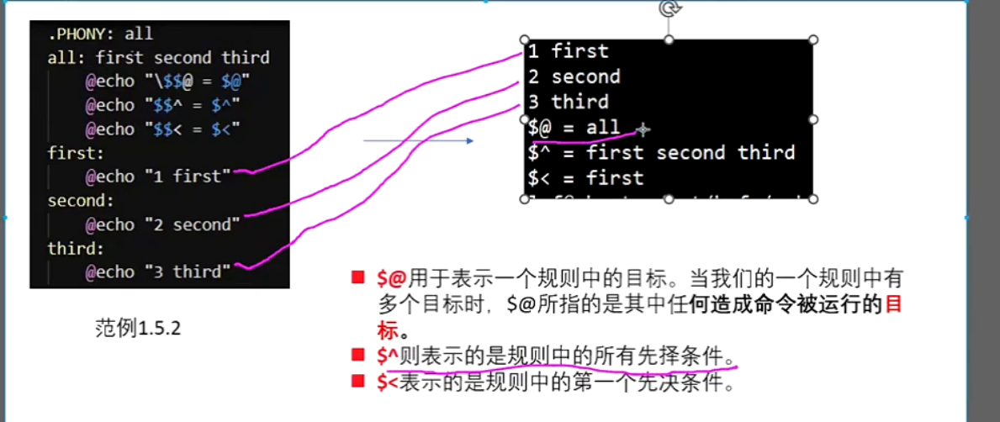 .PHONY: all
all: first second third
@echo "\$$@ = $@"
@echo "$$^ = $^"
@echo "$$< = $<"
first:
@echo "1 first"
second:
@echo "2 second"
third:
@echo "3 third"
范例1.5.2
1 first
2 second
3 third
$@ = all
$^ = first second third
$< = first
$@用于表示一个规则中的目标。当我们的一个规则中有
多个目标时，$@所指的是其中任何造成命令被运行的目
标。
$^则表示的是规则中的所有先择条件。
$<表示的是规则中的第一个先决条件。